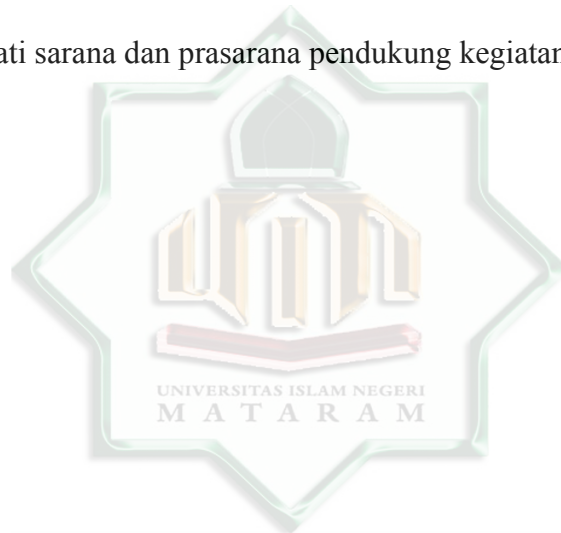 ati sarana dan prasarana pendukung kegiatan
UNIVERSITAS ISLAM NEGERI
M A T A R A M